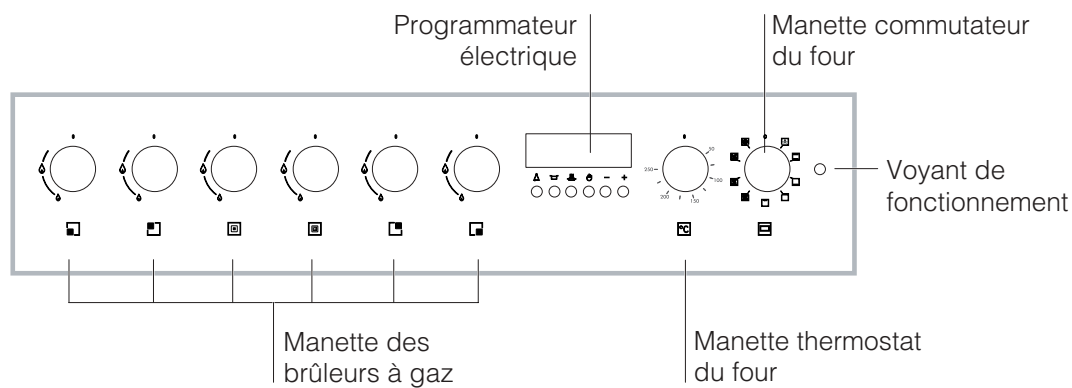 Programmateur
électrique
Manette commutateur
du four
Voyant de
fonctionnement
- +
50
100
150
200
250
°C
Manette des
brûleurs à gaz
Manette thermostat
du four